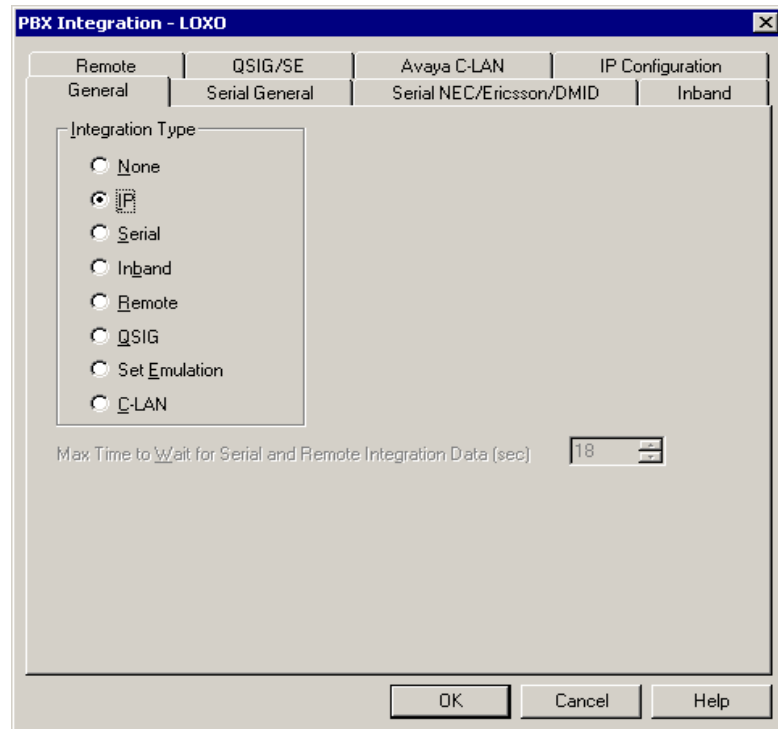 PBX Integration - LOXO
Remote QSIG/SE Avaya C-LAN IP Configuration
General Serial General Serial NEC/Ericsson/DMID Inband
Integration Type
None
IP
Serial
Inband
Remote
QSIG
Set Emulation
C-LAN
Max Time to Wait for Serial and Remote Integration Data (sec) 18
OK Cancel Help